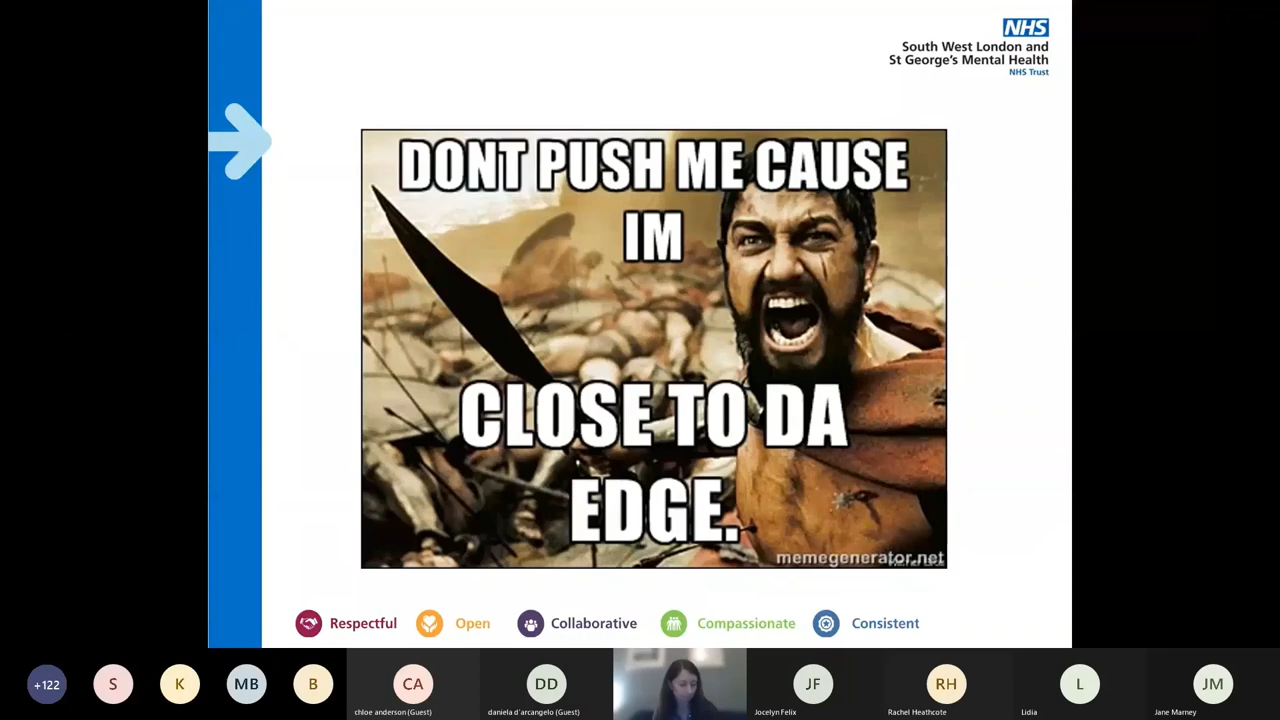 NHS
South West London and
St George's Mental Health
NHS Trust
DONT PUSH ME CAUSE
IM
CLOSE TO DA
EDGE.
memegenerator.net
Respectful
Open
Collaborative
Compassionate
Consistent
+122
S
K
MB
B
CA
DD
JF
RH
L
JM
chloe anderson (Guest)
daniela d'arcangelo (Guest)
Jocelyn Felix
Rachel Heathcote
Lidia
Jane Marney